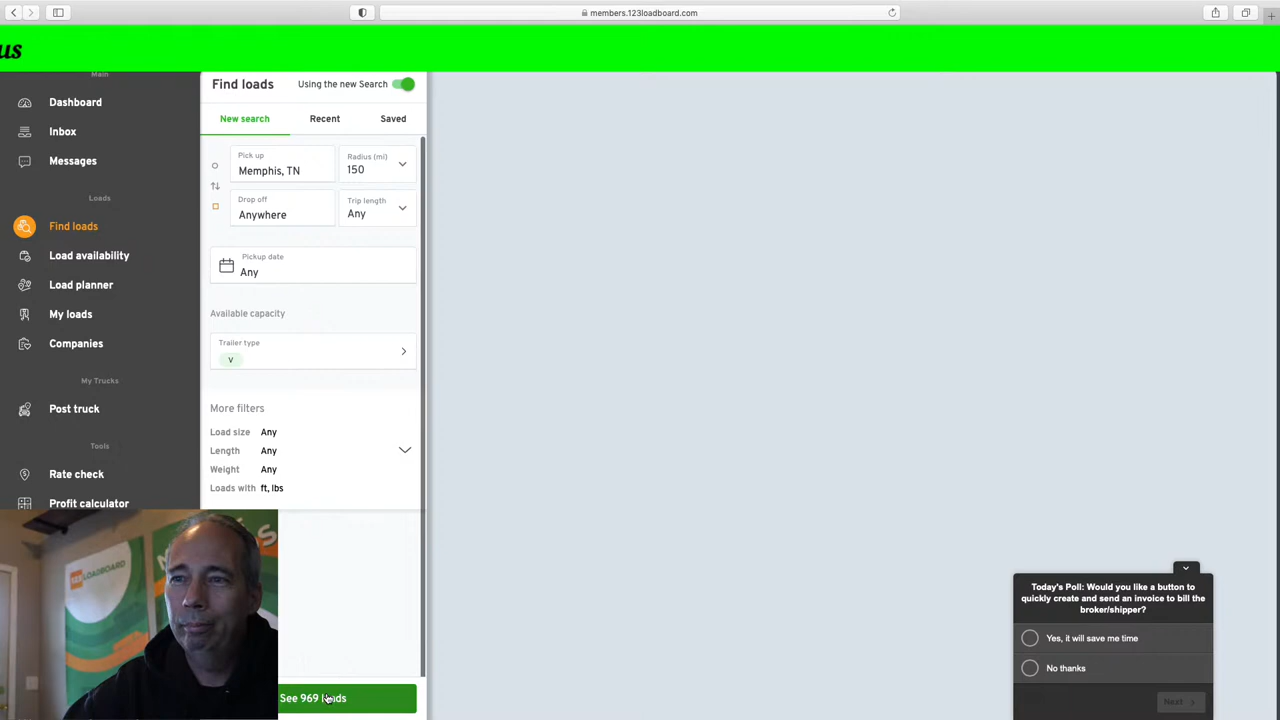 members.123loadboard.com
us
Main
Dashboard
Inbox
Messages
Loads
Find loads
Load availability
Load planner
My loads
Companies
My Trucks
Post truck
Tools
Rate check
Profit calculator
Find loads
Using the new Search
New search
Recent
Saved
Pick up
Memphis, TN
Radius (mi)
150
Drop off
Anywhere
Trip length
Any
Pickup date
Any
Available capacity
Trailer type
V
More filters
Load size Any
Length Any
Weight Any
Loads with ft, lbs
See 969 loads
LOADBOARD
Today's Poll: Would you like a button to
quickly create and send an invoice to bill the
broker/shipper?
Yes, it will save me time
No thanks
Next